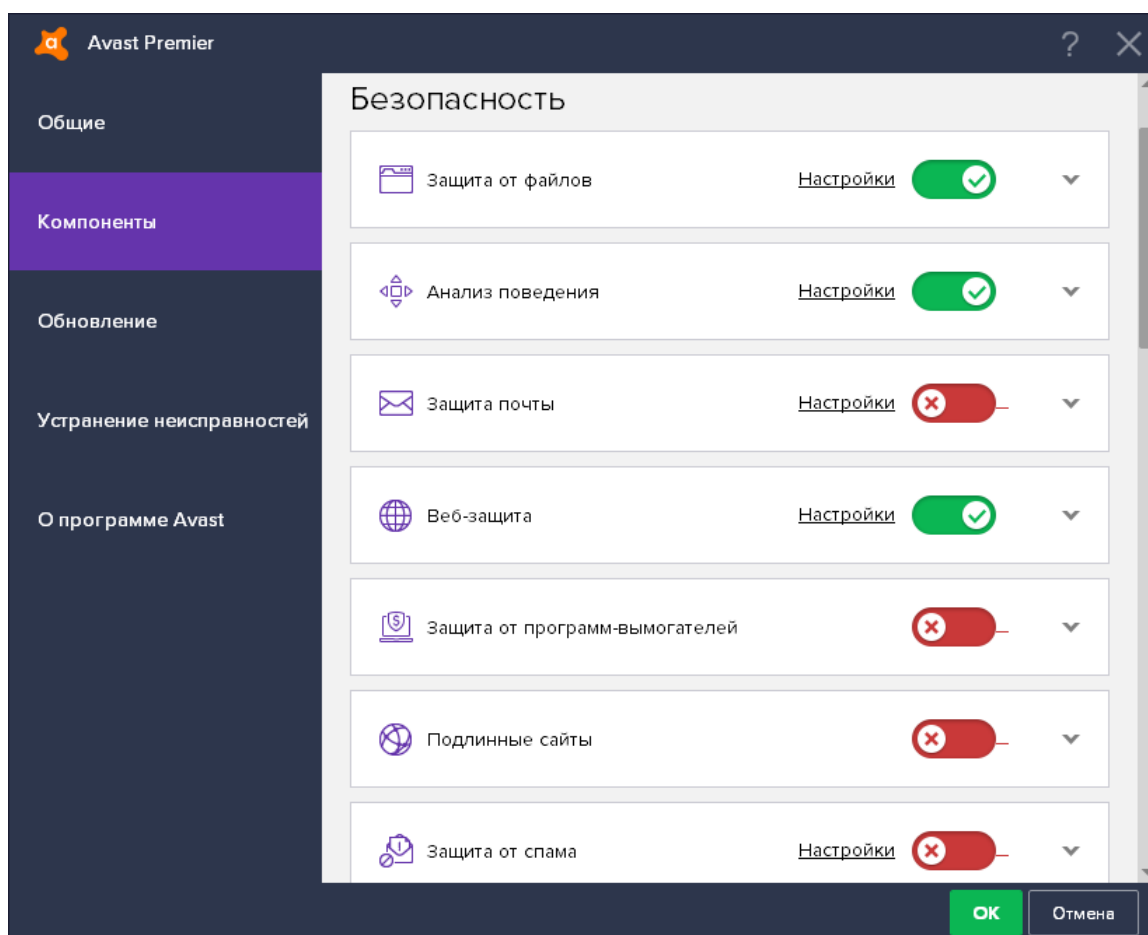 Avast Premier
?
Общие
Компоненты
Обновление
Устранение неисправностей
О программе Avast
Безопасность
Защита от файлов Настройки
Анализ поведения Настройки
Защита почты Настройки
Веб-защита Настройки
Защита от программ-вымогателей
Подлинные сайты
Защита от спама Настройки
ОК Отмена